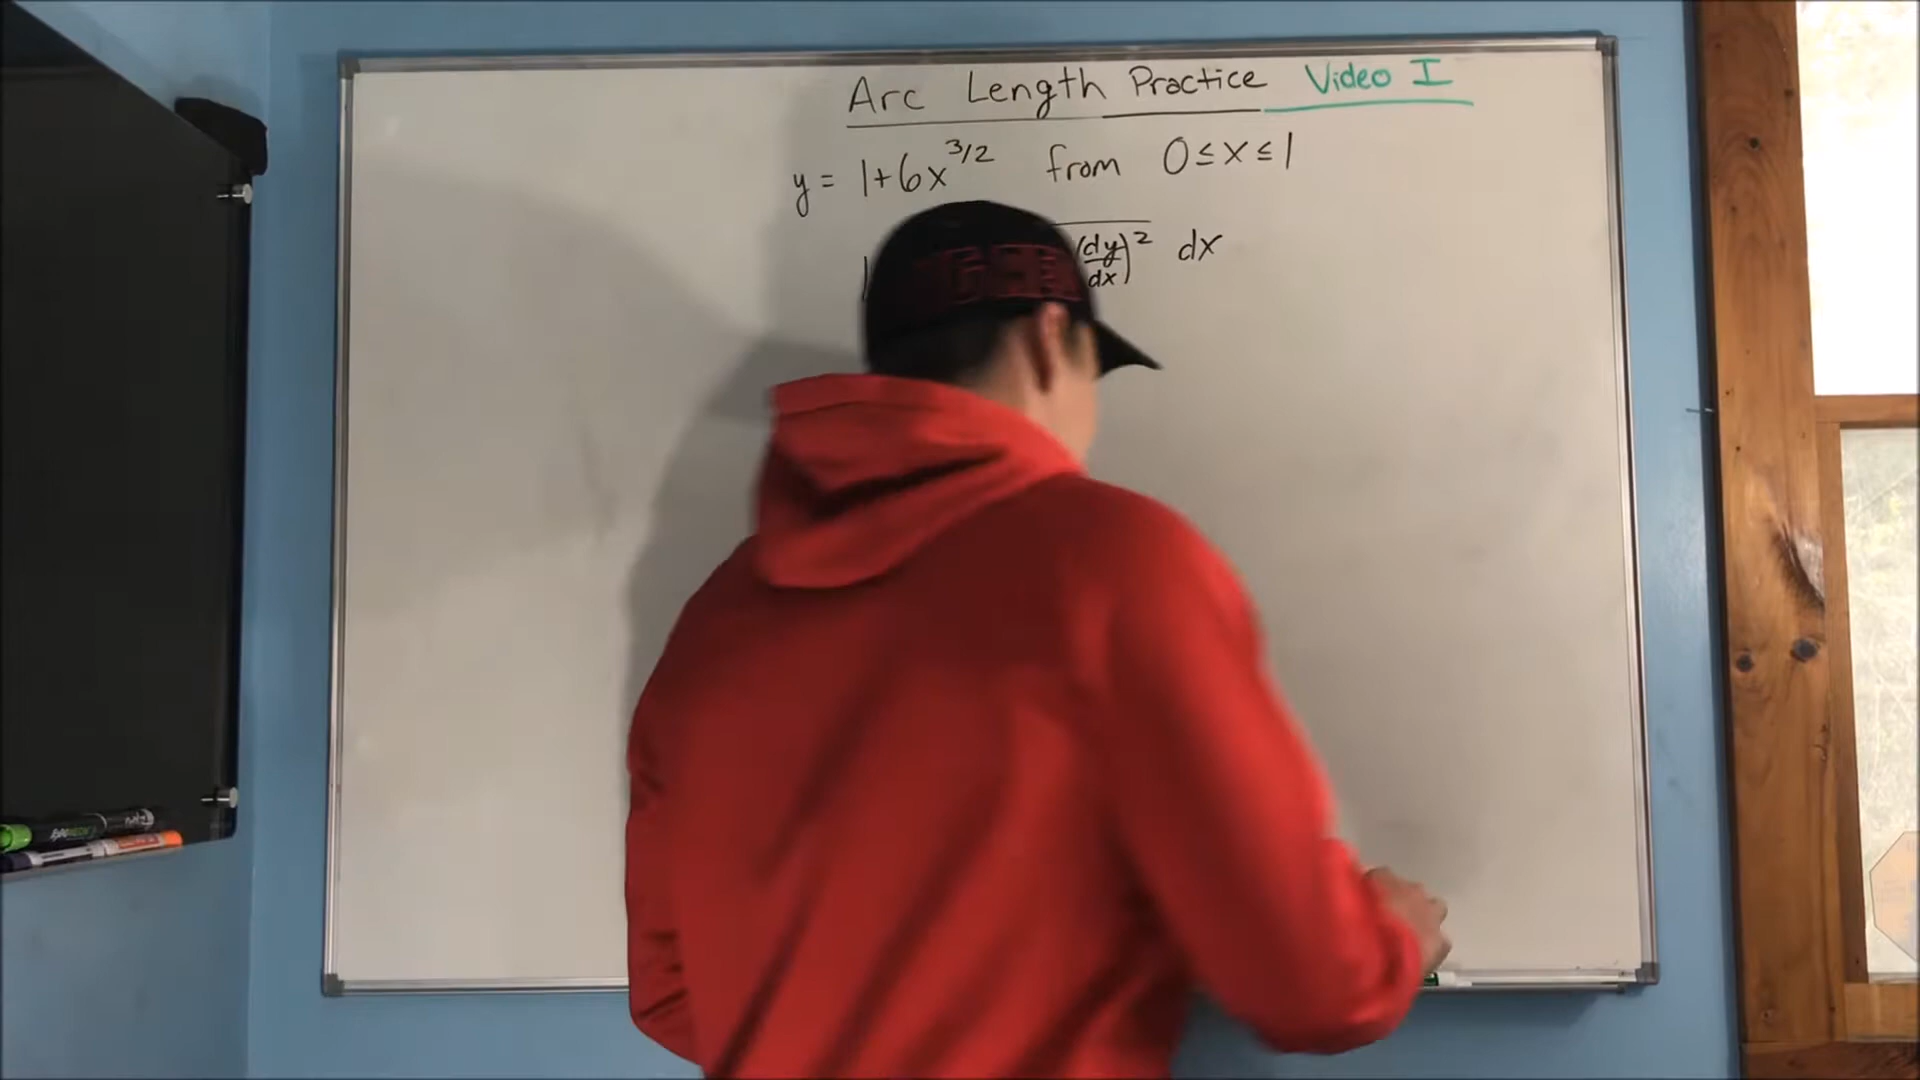 Arc Length Practice Video I
y = 1+6x^{3/2} from 0≤x≤1
(dy/dx)^2 dx